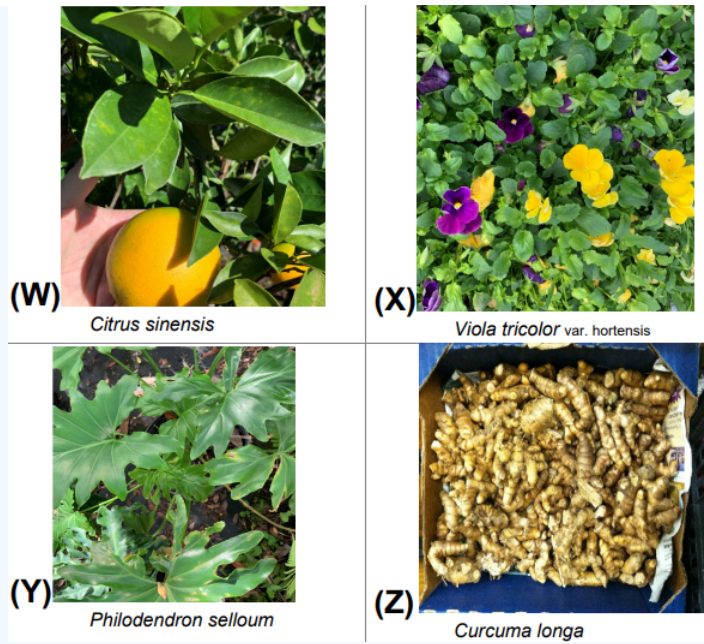 (W)
Citrus sinensis
(X)
Viola tricolor var. hortensis
(Y)
Philodendron selloum
(Z)
Curcuma longa